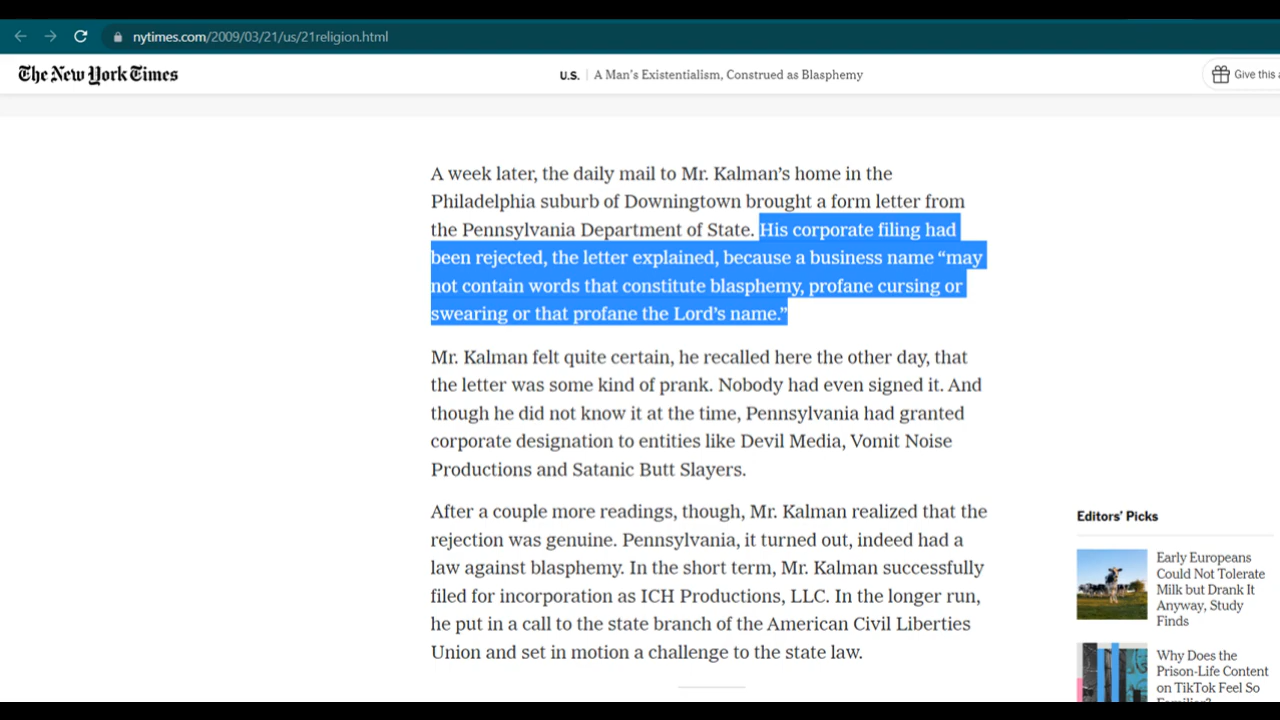 nytimes.com/2009/03/21/us/21religion.html
The New York Times
U.S. | A Man's Existentialism, Construed as Blasphemy
Give this a
A week later, the daily mail to Mr. Kalman's home in the
Philadelphia suburb of Downingtown brought a form letter from
the Pennsylvania Department of State. His corporate filing had
been rejected, the letter explained, because a business name “may
not contain words that constitute blasphemy, profane cursing or
swearing or that profane the Lord's name.”
Mr. Kalman felt quite certain, he recalled here the other day, that
the letter was some kind of prank. Nobody had even signed it. And
though he did not know it at the time, Pennsylvania had granted
corporate designation to entities like Devil Media, Vomit Noise
Productions and Satanic Butt Slayers.
After a couple more readings, though, Mr. Kalman realized that the
rejection was genuine. Pennsylvania, it turned out, indeed had a
law against blasphemy. In the short term, Mr. Kalman successfully
filed for incorporation as ICH Productions, LLC. In the longer run,
he put in a call to the state branch of the American Civil Liberties
Union and set in motion a challenge to the state law.
Editors' Picks
Early Europeans
Could Not Tolerate
Milk but Drank It
Anyway, Study
Finds
Why Does the
Prison-Life Content
on TikTok Feel So
Familiar?